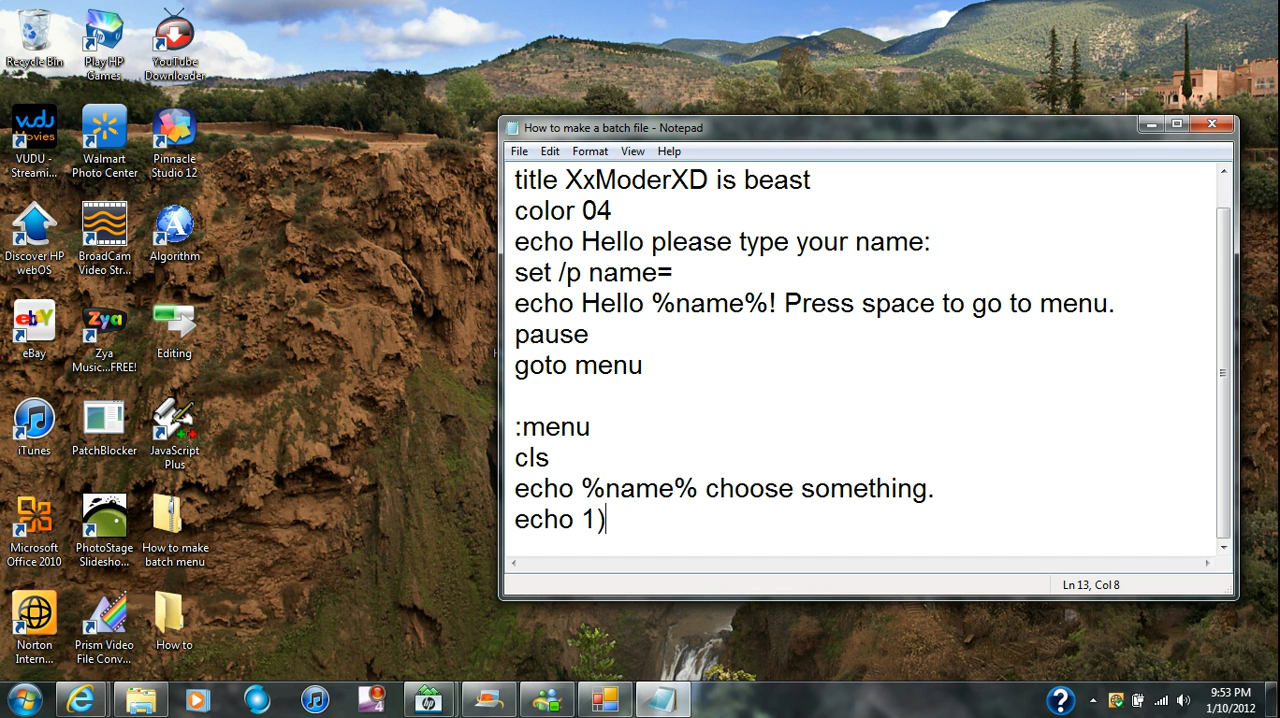 Recycle Bin
Play HP
Games
YouTube
Downloader
vudu
Movies
VUDU -
Streami...
Walmart
Photo Center
Pinnacle
Studio 12
Discover HP
webOS
BroadCam
Video Str...
Algorithm
ebY
eBay
Zya
Zya
Music...FREE!
Editing
iTunes
PatchBlocker
JavaScript
Plus
Microsoft
Office 2010
PhotoStage
Slidesho...
How to make
batch menu
Norton
Intern...
Prism Video
File Conv...
How to
How to make a batch file - Notepad
File Edit Format View Help
title XxModerXD is beast
color 04
echo Hello please type your name:
set /p name=
echo Hello %name%! Press space to go to menu.
pause
goto menu
:menu
cls
echo %name% choose something.
echo 1)
Ln 13, Col 8
9:53 PM
1/10/2012